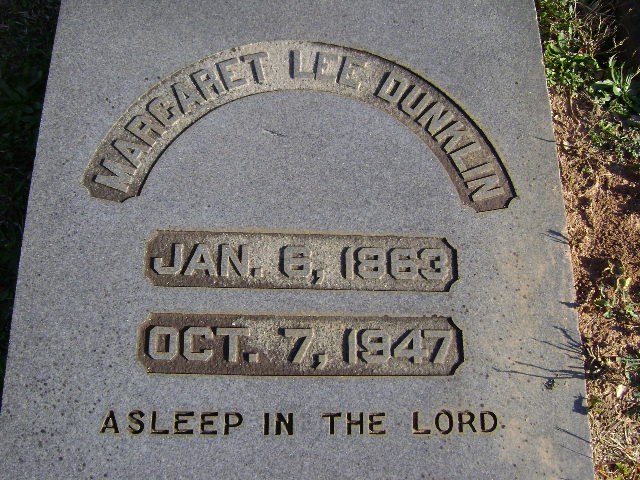 MARGARET LEE DUNKLIN
JAN. 6, 1863
OCT. 7, 1947
ASLEEP IN THE LORD.